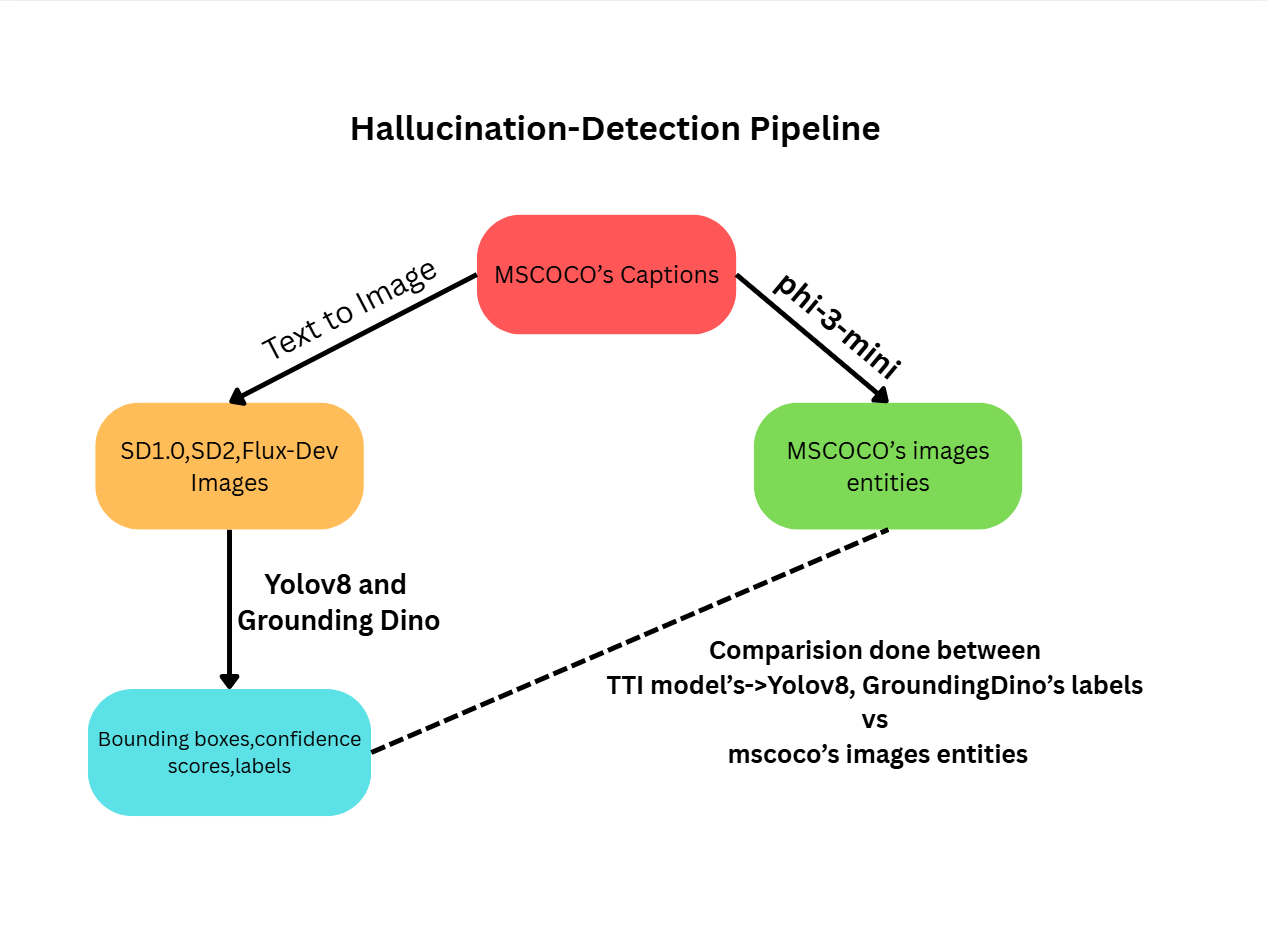 Hallucination-Detection Pipeline
MSCOCO’s Captions
Text to Image
phi-3-mini
SD1.0,SD2,Flux-Dev
Images
MSCOCO’s images
entities
Yolov8 and
Grounding Dino
Comparision done between
TTI model’s->Yolov8, GroundingDino’s labels
vs
mscoco’s images entities
Bounding boxes,confidence
scores,labels